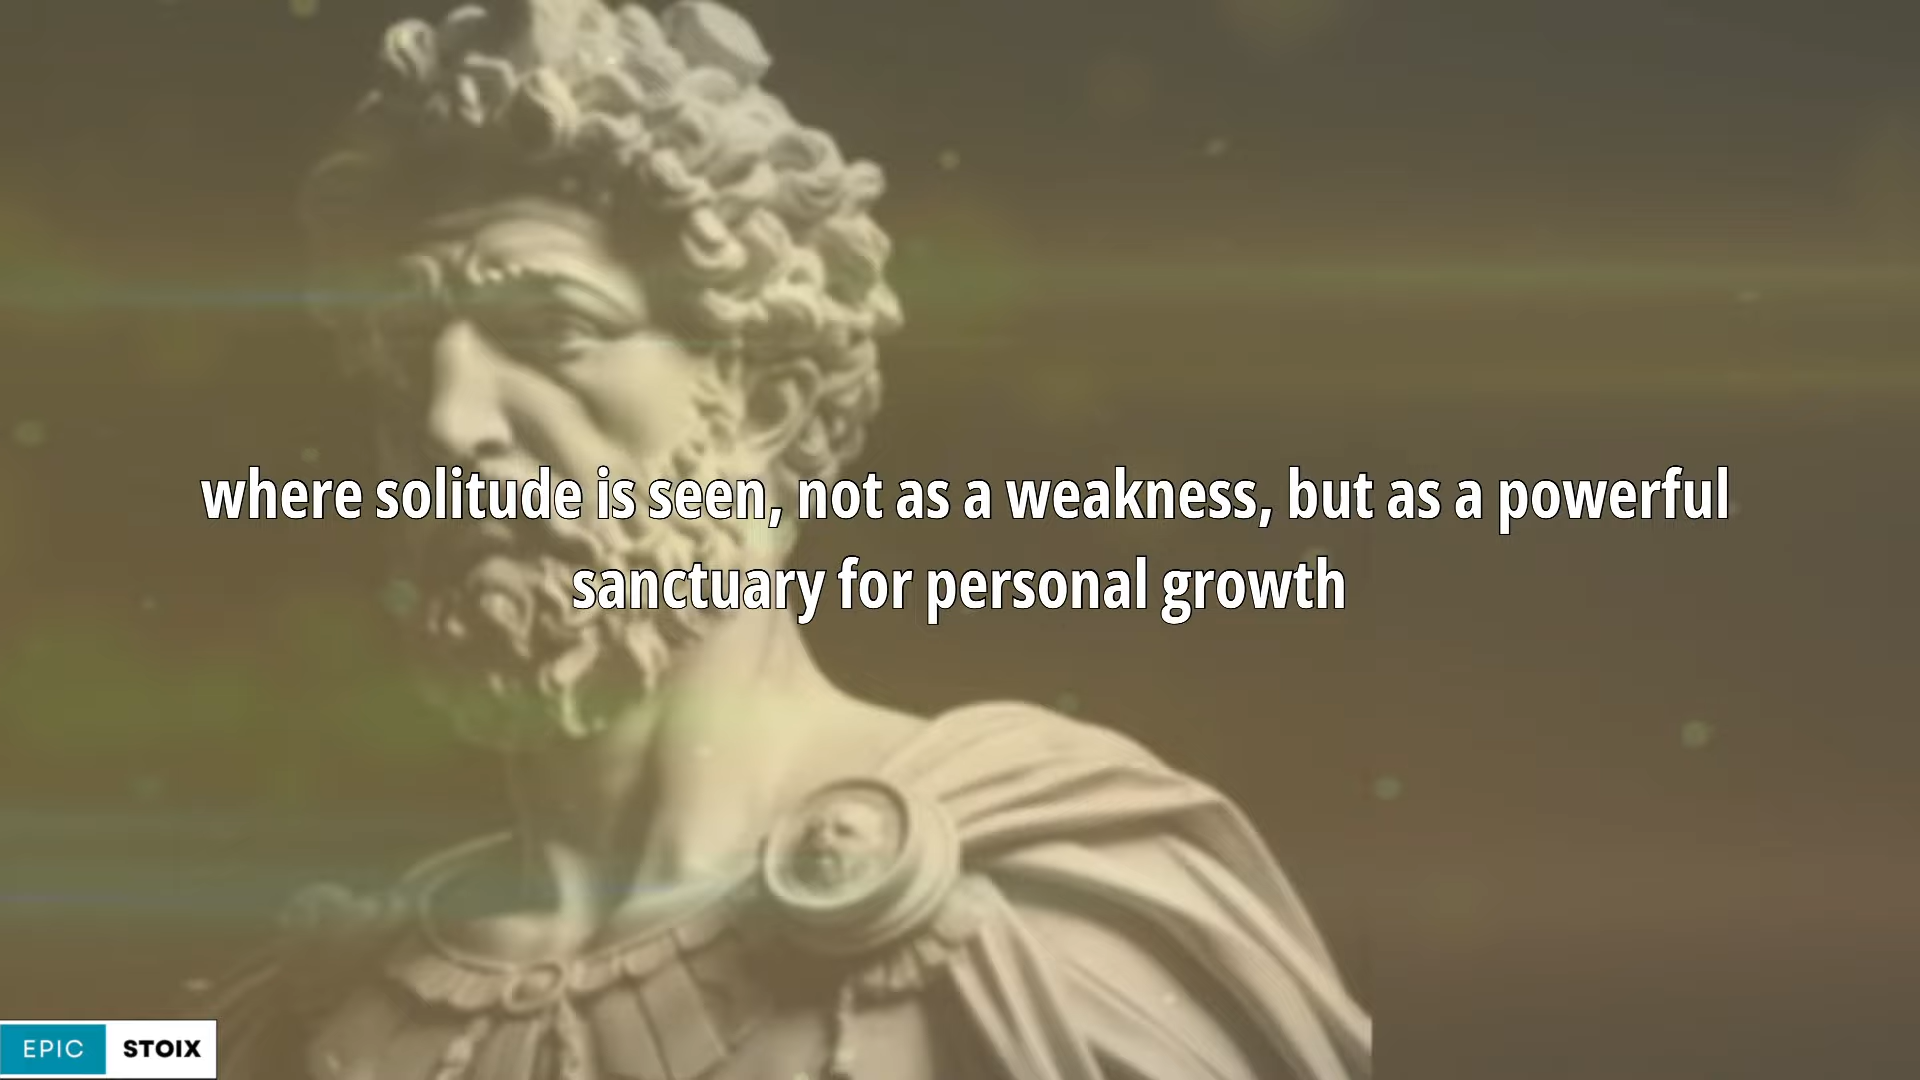 where solitude is seen, not as a weakness, but as a powerful
sanctuary for personal growth
EPIC STOIX